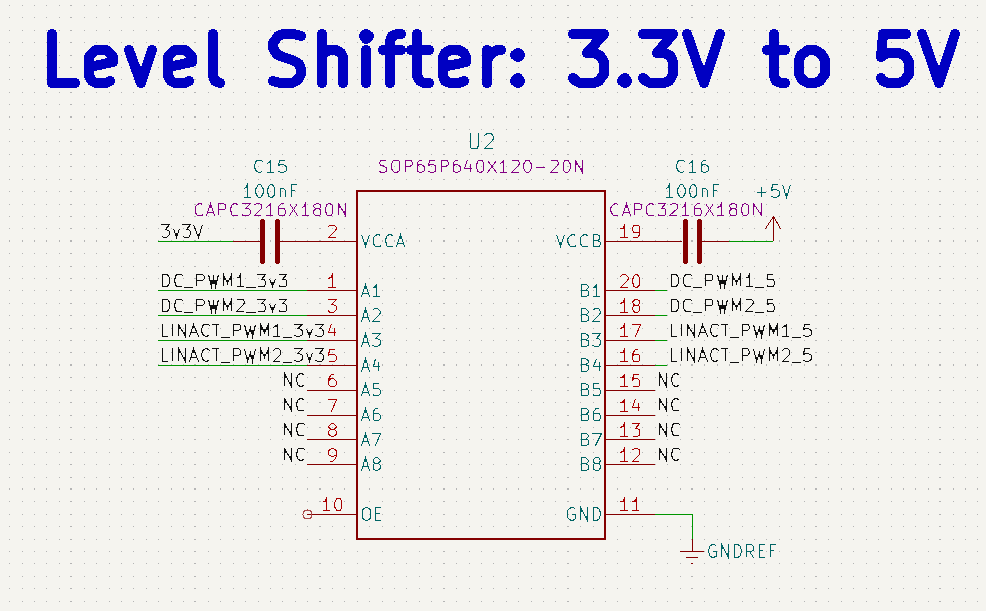 Level Shifter: 3.3V to 5V
U2
SOP65P640X120-20N
C15
100nF
CAPC3216X180N
C16
100nF
CAPC3216X180N
+5V
3v3V 2 VCCA
VCCB 19
DC_PWM1_3v3 1 A1
B1 20 DC_PWM1_5
DC_PWM2_3v3 3 A2
B2 18 DC_PWM2_5
LINACT_PWM1_3v3 4 A3
B3 17 LINACT_PWM1_5
LINACT_PWM2_3v3 5 A4
B4 16 LINACT_PWM2_5
NC 6 A5
B5 15 NC
NC 7 A6
B6 14 NC
NC 8 A7
B7 13 NC
NC 9 A8
B8 12 NC
10 OE
GND 11
GNDREF